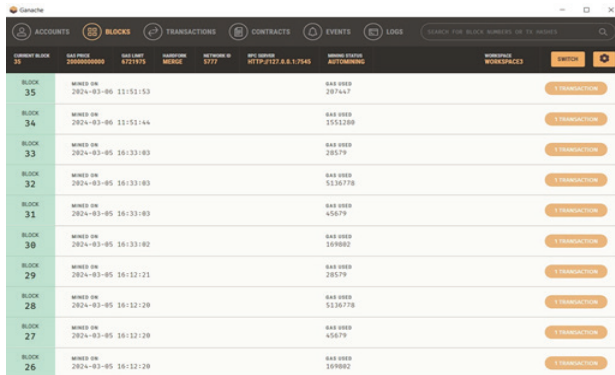 Ganache
ACCOUNTS BLOCKS TRANSACTIONS CONTRACTS EVENTS LOGS SEARCH FOR BLOCK NUMBERS OR TX HASHES
CURRENT BLOCK GAS PRICE GAS LIMIT HARDFORK NETWORK ID RPC SERVER MINING STATUS WORKSPACE
35 20000000000 6721975 MERGE 5777 HTTP://127.0.0.1:7545 AUTOMINING WORKSPACE3 SWITCH
BLOCK MINED ON GAS USED
35 2024-03-06 11:51:53 207447 1 TRANSACTION
BLOCK MINED ON GAS USED
34 2024-03-06 11:51:44 1551280 1 TRANSACTION
BLOCK MINED ON GAS USED
33 2024-03-05 16:33:03 28579 1 TRANSACTION
BLOCK MINED ON GAS USED
32 2024-03-05 16:33:03 5136778 1 TRANSACTION
BLOCK MINED ON GAS USED
31 2024-03-05 16:33:03 45679 1 TRANSACTION
BLOCK MINED ON GAS USED
30 2024-03-05 16:33:02 169802 1 TRANSACTION
BLOCK MINED ON GAS USED
29 2024-03-05 16:12:21 28579 1 TRANSACTION
BLOCK MINED ON GAS USED
28 2024-03-05 16:12:20 5136778 1 TRANSACTION
BLOCK MINED ON GAS USED
27 2024-03-05 16:12:20 45679 1 TRANSACTION
BLOCK MINED ON GAS USED
26 2024-03-05 16:12:20 169802 1 TRANSACTION